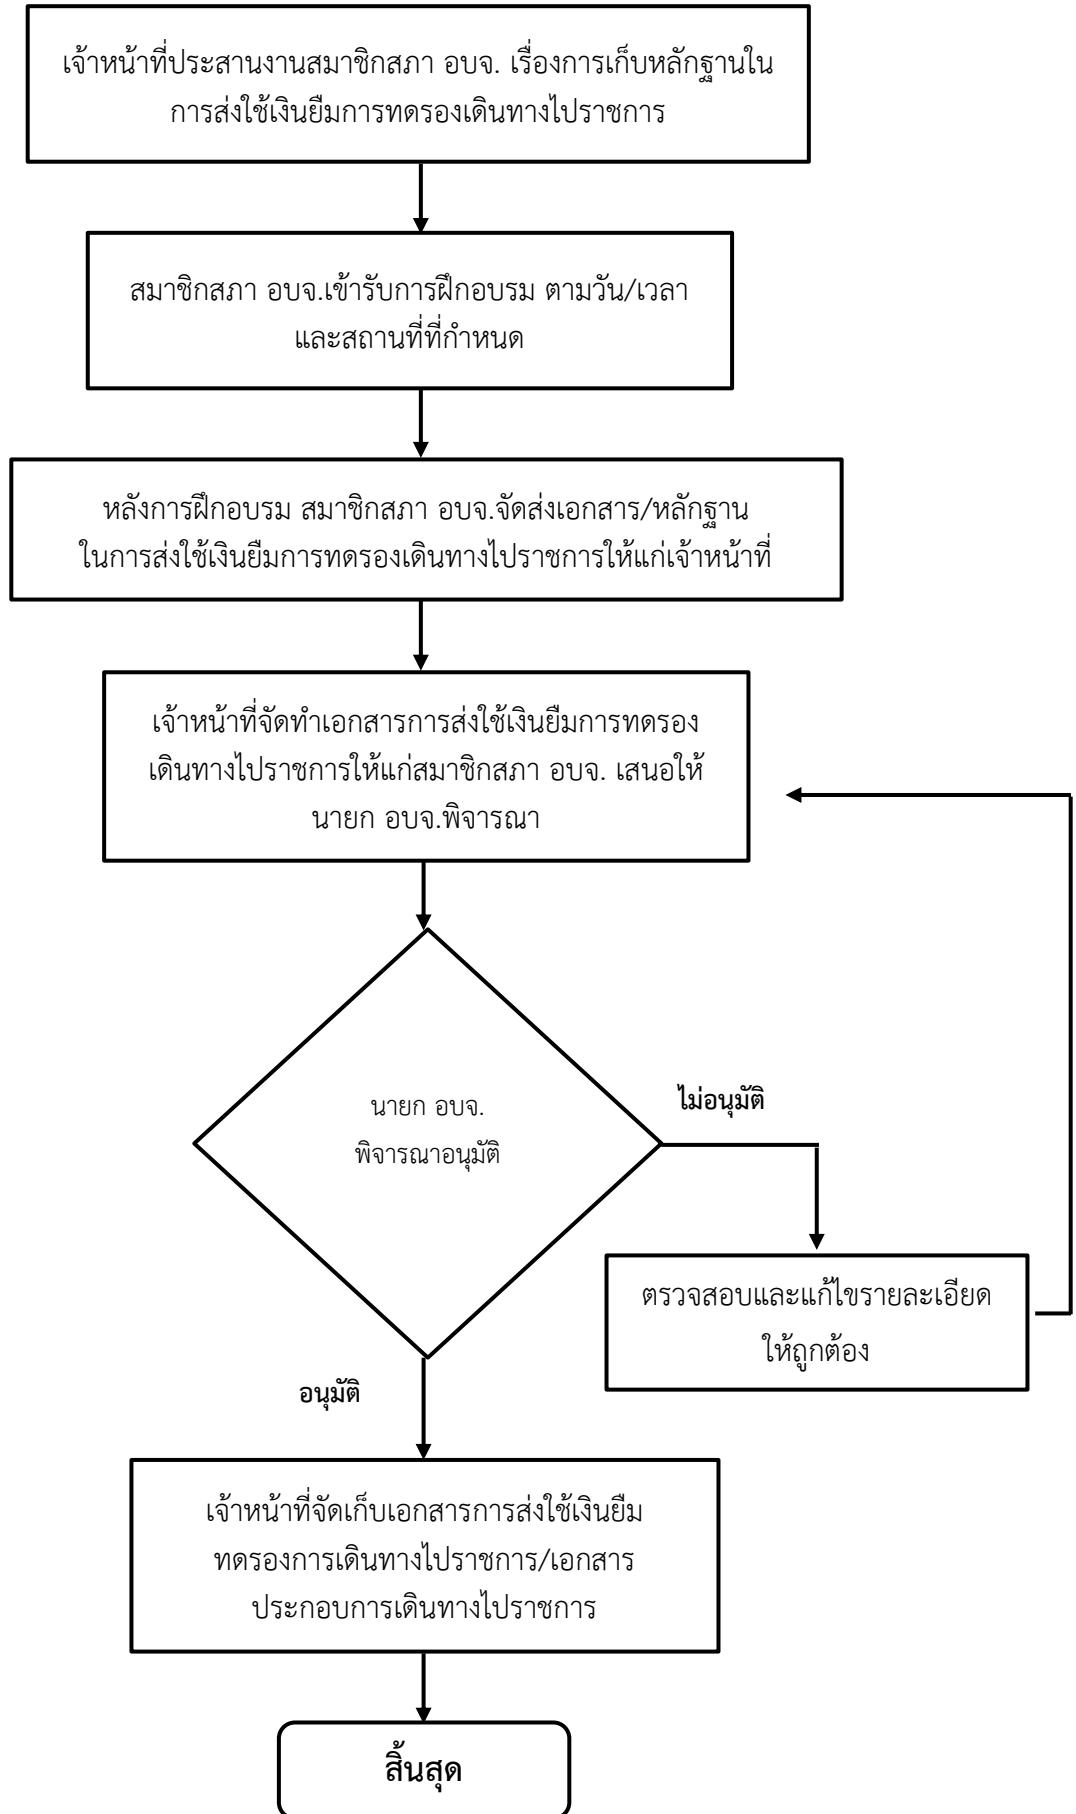 เจ้าหน้าที่ประสานงานสมาชิกสภา อบจ. เรื่องการเก็บหลักฐานใน
การส่งใช้เงินยืมการทดรองเดินทางไปราชการ
สมาชิกสภา อบจ.เข้ารับการฝึกอบรม ตามวัน/เวลา
และสถานที่ที่กำหนด
หลังการฝึกอบรม สมาชิกสภา อบจ.จัดส่งเอกสาร/หลักฐาน
ในการส่งใช้เงินยืมการทดรองเดินทางไปราชการให้แก่เจ้าหน้าที่
เจ้าหน้าที่จัดทำเอกสารการส่งใช้เงินยืมการทดรอง
เดินทางไปราชการให้แก่สมาชิกสภา อบจ. เสนอให้
นายก อบจ.พิจารณา
นายก อบจ.
พิจารณาอนุมัติ
ไม่อนุมัติ
ตรวจสอบและแก้ไขรายละเอียด
ให้ถูกต้อง
อนุมัติ
เจ้าหน้าที่จัดเก็บเอกสารการส่งใช้เงินยืม
ทดรองการเดินทางไปราชการ/เอกสาร
ประกอบการเดินทางไปราชการ
สิ้นสุด